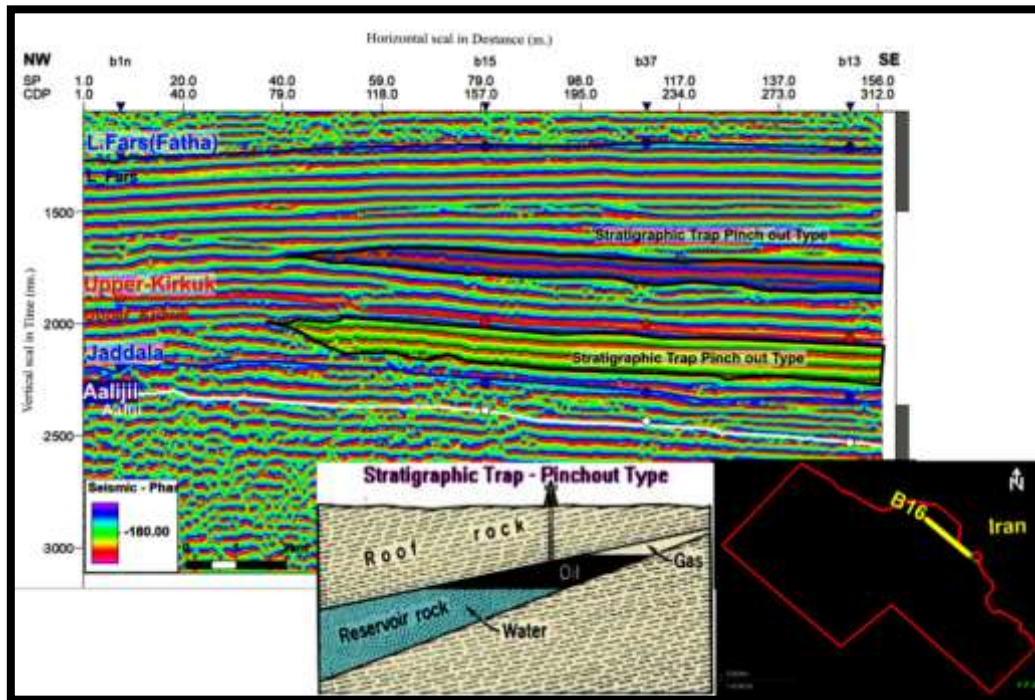 Horizontal scal in Destance (m.)
NW b1n b15 b37 b13 SE
SP 1.0 20.0 40.0 59.0 79.0 98.0 117.0 137.0 156.0
CDP 1.0 40.0 79.0 118.0 157.0 195.0 234.0 273.0 312.0
L.Fars(Fatha)
L. Fars
1500
Stratigraphic Trap Pinch out Type
Upper-Kirkuk
Vertical scal in Time (ms.)
2000
Jaddala
Stratigraphic Trap Pinch out Type
Aalijii
2500
Seismic - Phas
-180.00
3000
Stratigraphic Trap - Pinchout Type
Roof rock
Gas
Oil
Reservoir rock
Water
N
B16
Iran